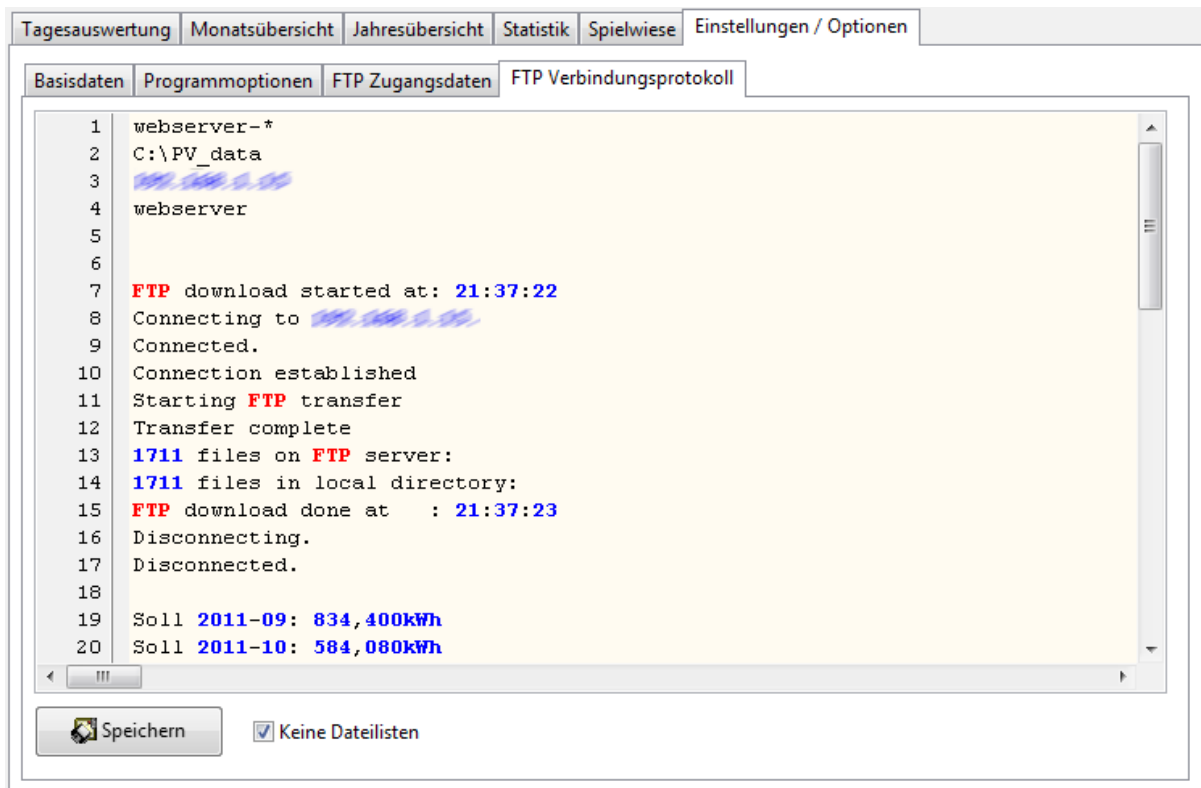 Tagesauswertung Monatsübersicht Jahresübersicht Statistik Spielwiese Einstellungen / Optionen
Basisdaten Programmoptionen FTP Zugangsdaten FTP Verbindungsprotokoll
1 webserver-*
2 C:\PV_data
3
4 webserver
5
6
7 FTP download started at: 21:37:22
8 Connecting to
9 Connected.
10 Connection established
11 Starting FTP transfer
12 Transfer complete
13 1711 files on FTP server:
14 1711 files in local directory:
15 FTP download done at   : 21:37:23
16 Disconnecting.
17 Disconnected.
18
19 Soll 2011-09: 834,400kWh
20 Soll 2011-10: 584,080kWh
Speichern Keine Dateilisten